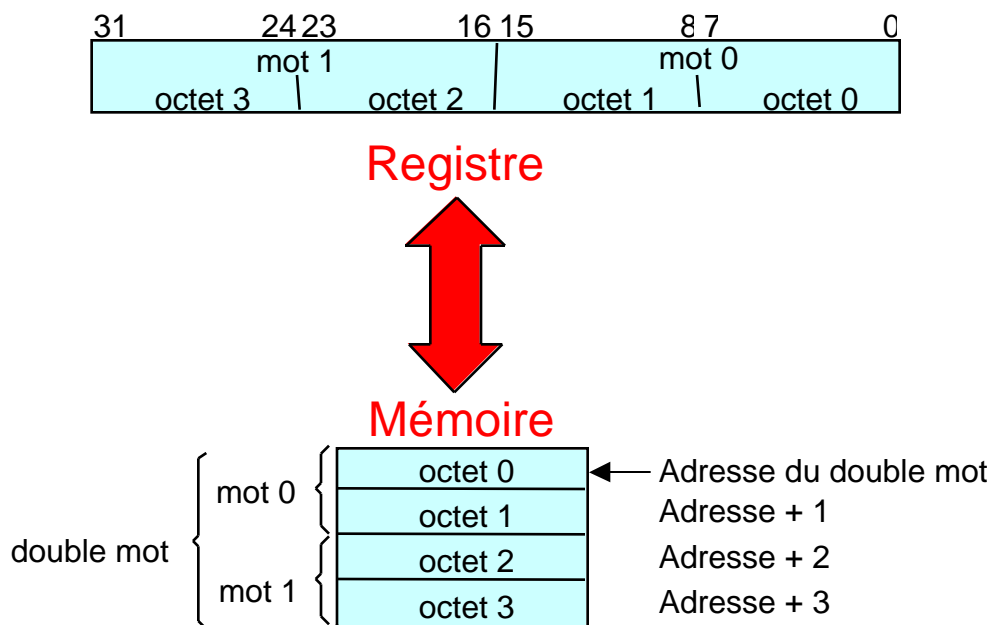 31 24 23 16 15 8 7 0
mot 1 mot 0
octet 3 octet 2 octet 1 octet 0
Registre
Mémoire
octet 0 Adresse du double mot
mot 0
octet 1 Adresse + 1
double mot octet 2 Adresse + 2
mot 1
octet 3 Adresse + 3